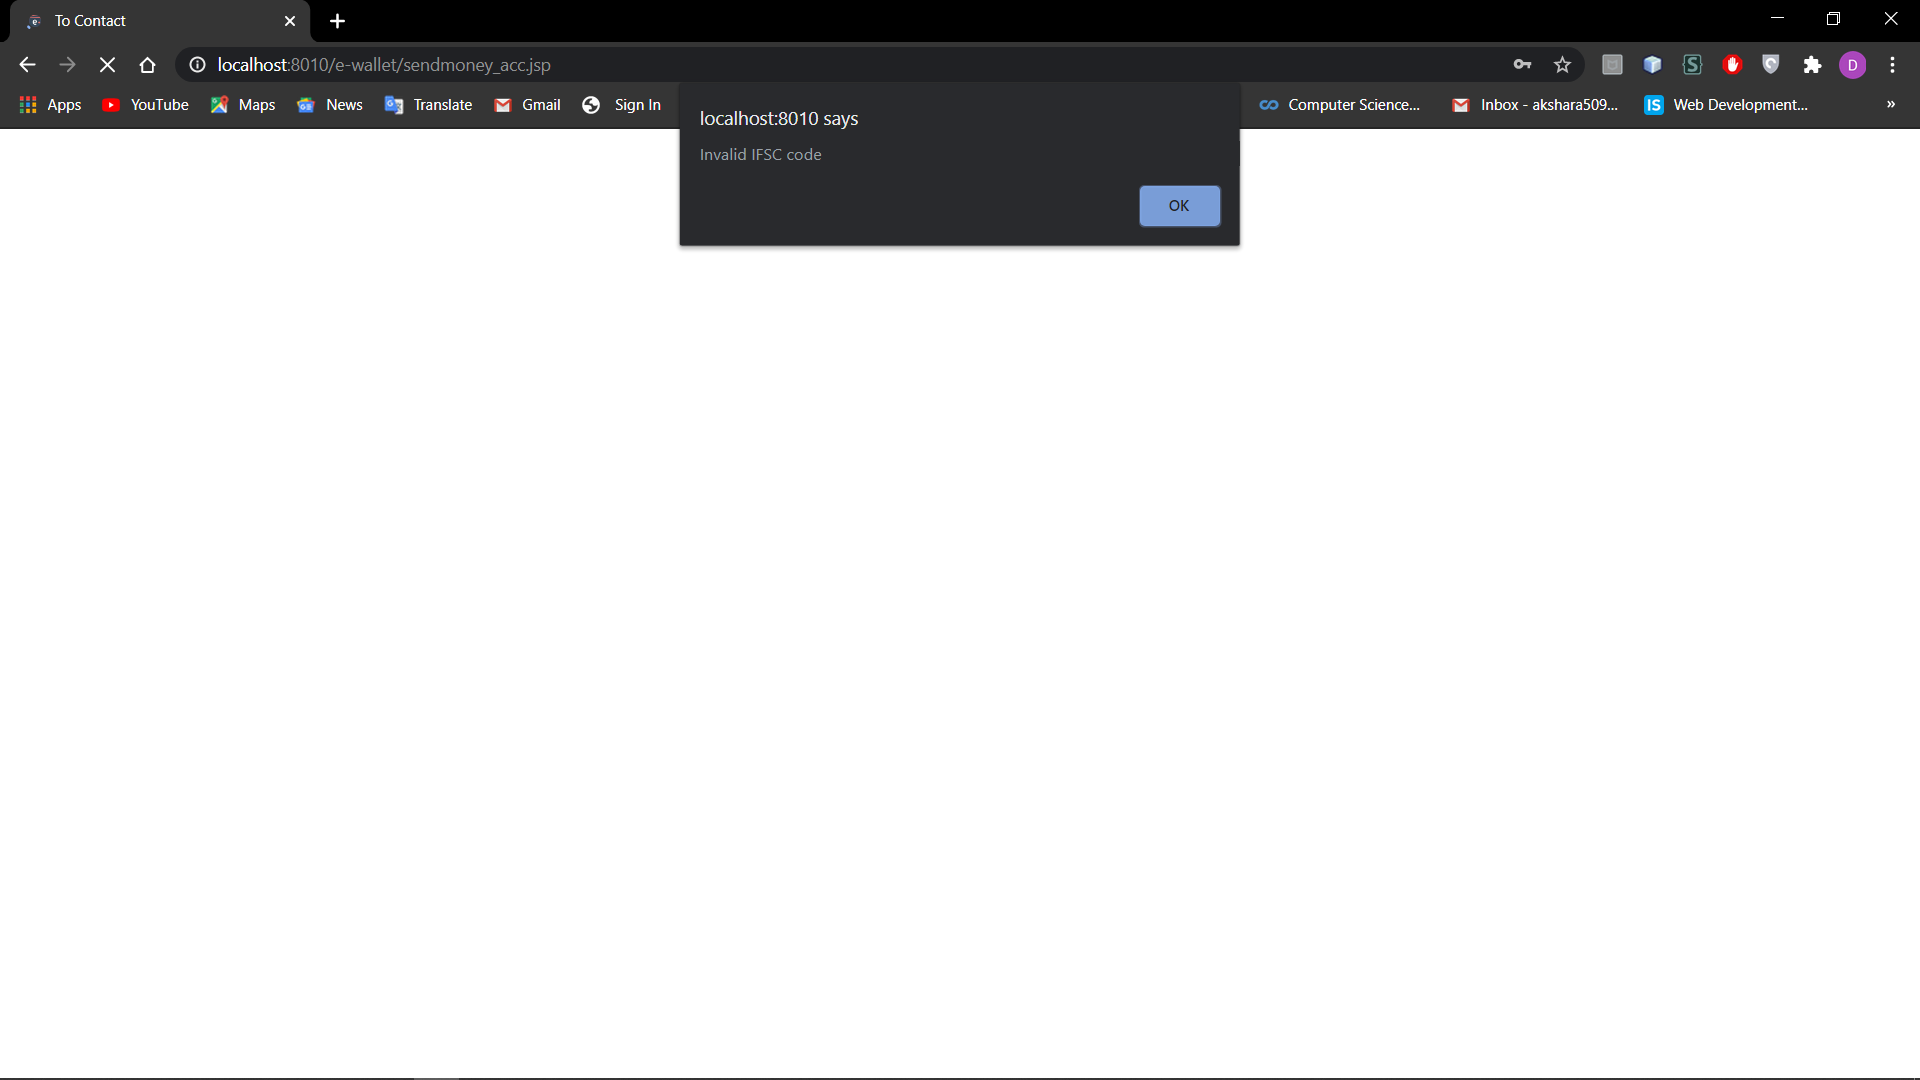 To Contact
localhost:8010/e-wallet/sendmoney_acc.jsp
D
Apps YouTube Maps News Translate Gmail Sign In Computer Science... Inbox - akshara509... IS Web Development... »
localhost:8010 says
Invalid IFSC code
OK